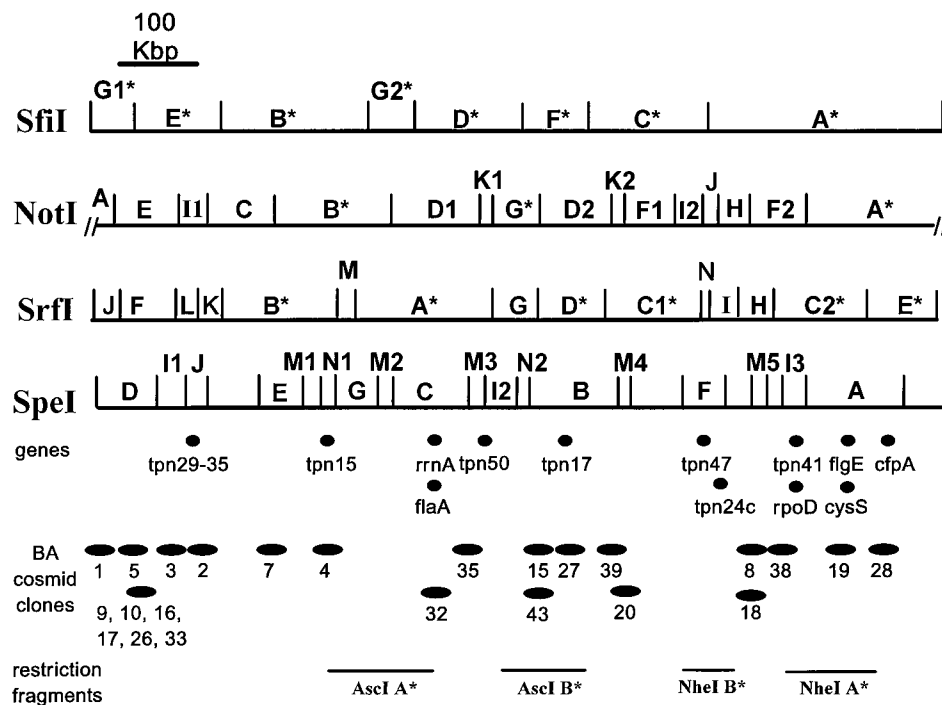 100
Kbp
G1* G2*
SfiI E* B* D* F* C* A*
K1 K2 J
NotI A E I1 C B* D1 G* D2 F1 I2 H F2 A*
// //
M N
SrfI J F L K B* A* G D* C1* I H C2* E*
I1 J M1 N1 M2 M3 N2 M4 M5 I3
SpeI D E G C I2 B F A
genes
tpn29-35 tpn15 rrnA tpn50 tpn17 tpn47 tpn41 flgE cfpA
flaA tpn24c rpoD cysS
BA
cosmid
clones
1 5 3 2 7 4 35 15 27 39 8 38 19 28
9, 10, 16, 32 43 20 18
17, 26, 33
restriction
fragments
AscI A* AscI B* NheI B* NheI A*